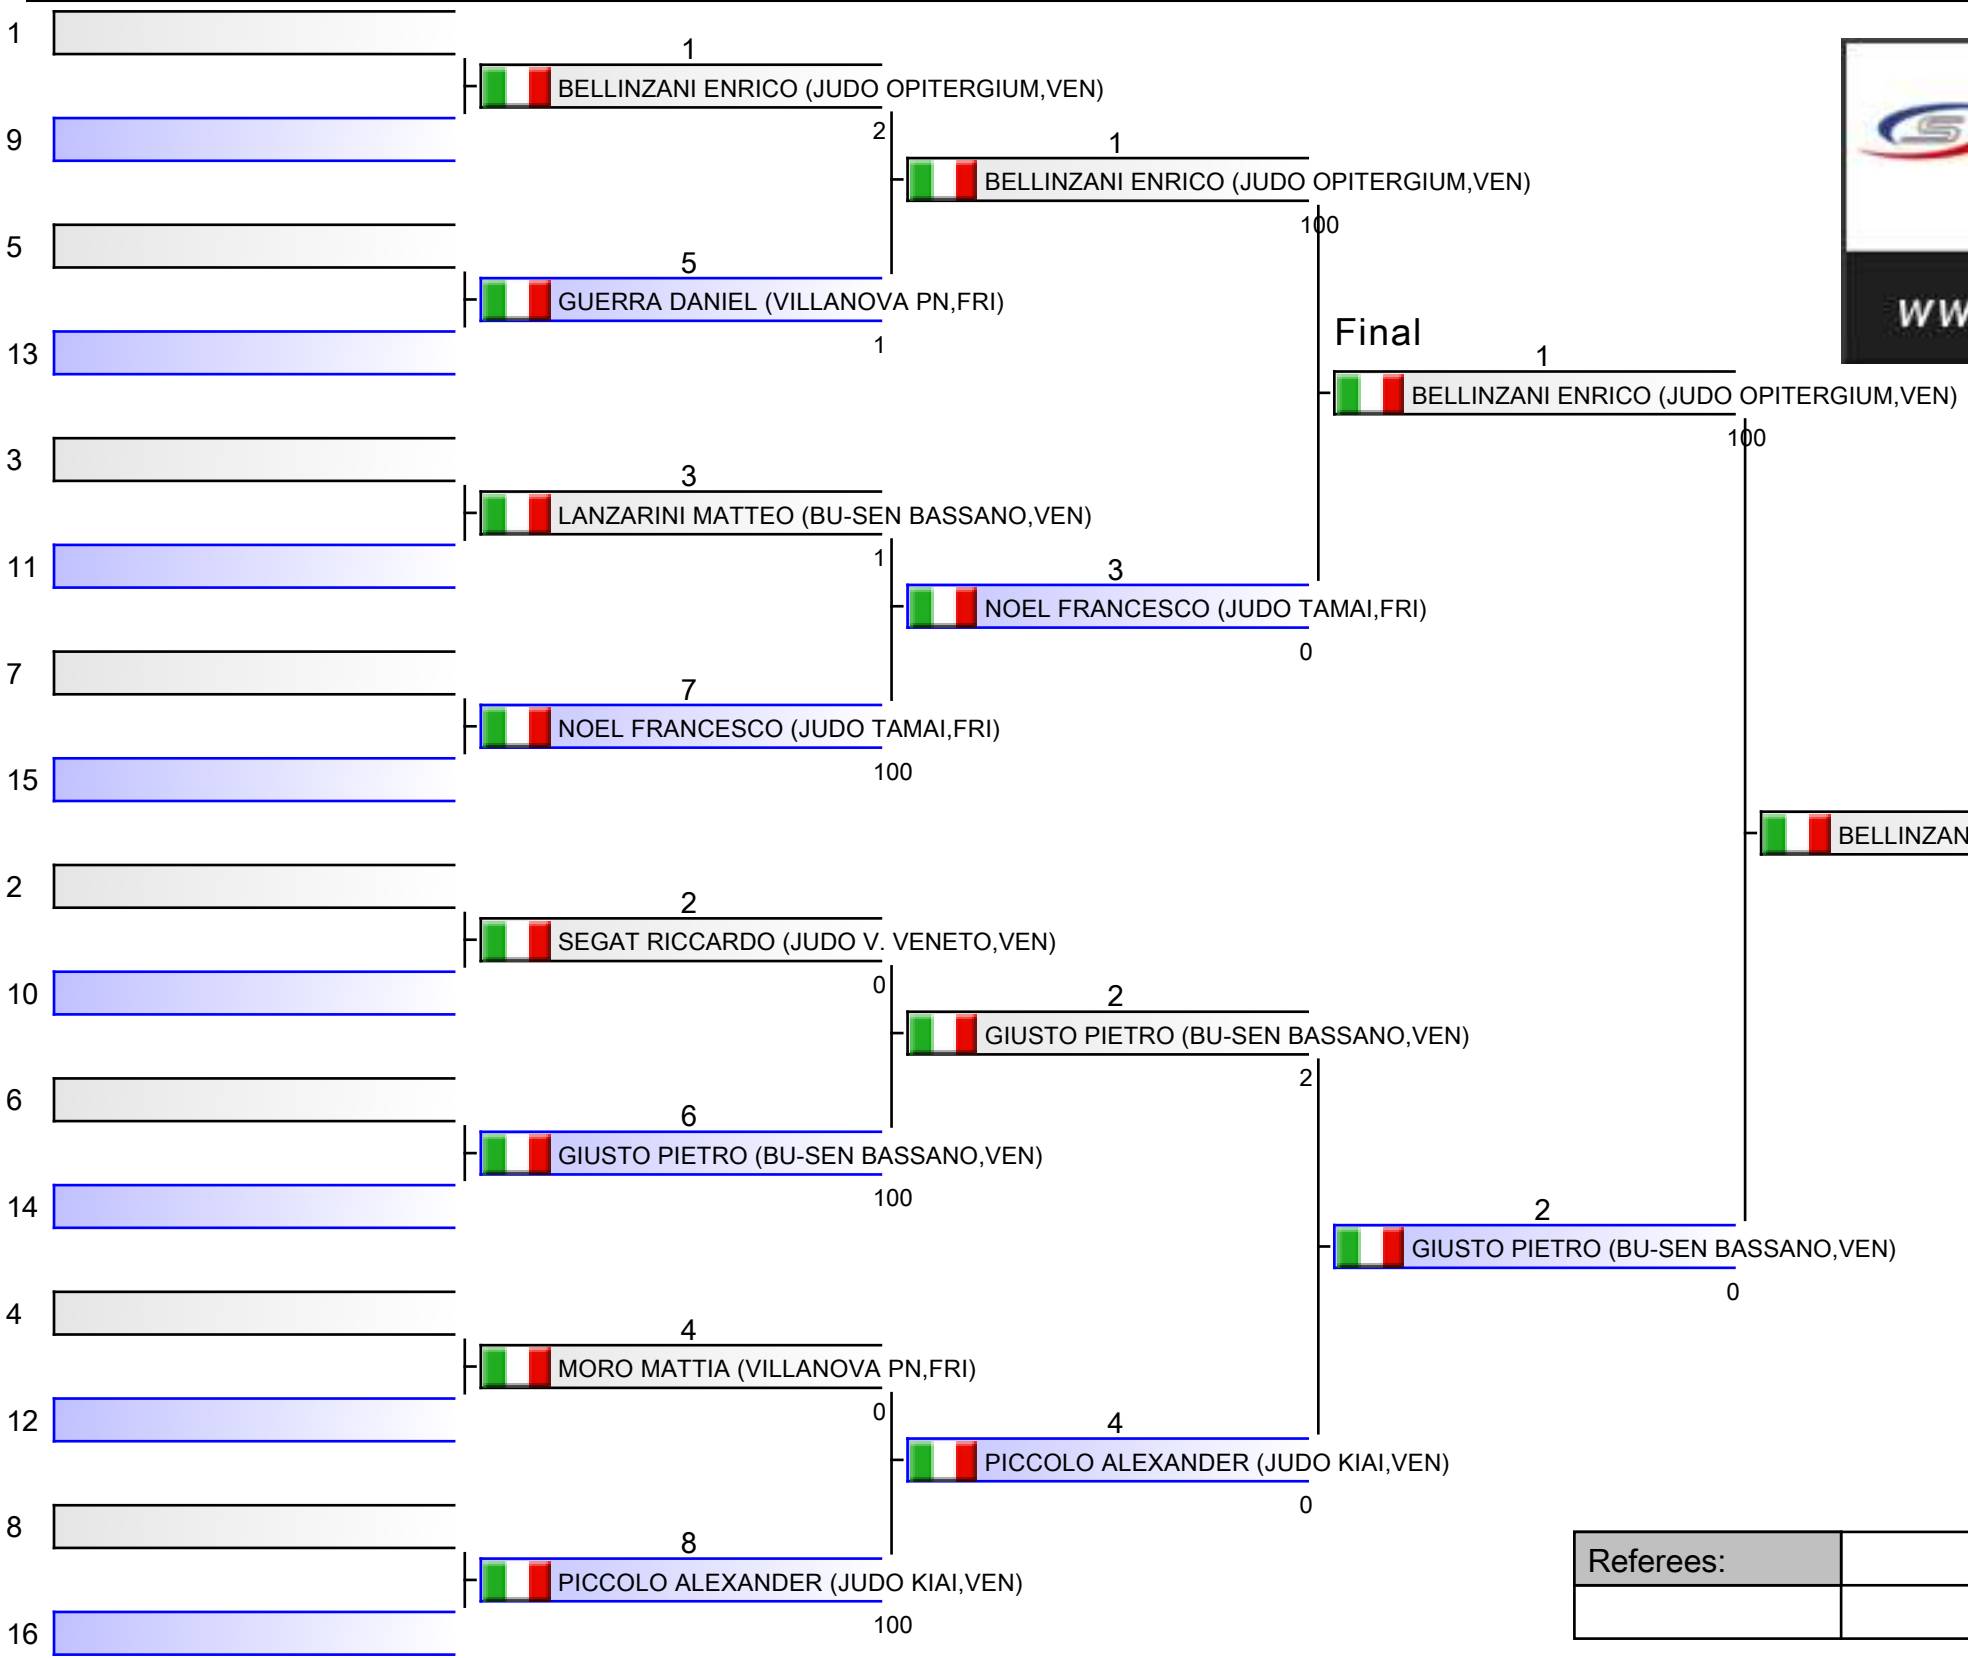 1
1
BELLINZANI ENRICO (JUDO OPITERGIUM,VEN)
2
9
1
BELLINZANI ENRICO (JUDO OPITERGIUM,VEN)
100
5
5
GUERRA DANIEL (VILLANOVA PN,FRI)
1
13
Final
1
BELLINZANI ENRICO (JUDO OPITERGIUM,VEN)
100
3
3
LANZARINI MATTEO (BU-SEN BASSANO,VEN)
1
11
3
NOEL FRANCESCO (JUDO TAMAI,FRI)
0
7
7
NOEL FRANCESCO (JUDO TAMAI,FRI)
100
15
BELLINZAN
2
2
SEGAT RICCARDO (JUDO V. VENETO,VEN)
0
10
2
GIUSTO PIETRO (BU-SEN BASSANO,VEN)
2
6
6
GIUSTO PIETRO (BU-SEN BASSANO,VEN)
100
14
2
GIUSTO PIETRO (BU-SEN BASSANO,VEN)
0
4
4
MORO MATTIA (VILLANOVA PN,FRI)
0
12
4
PICCOLO ALEXANDER (JUDO KIAI,VEN)
0
8
8
PICCOLO ALEXANDER (JUDO KIAI,VEN)
100
16
Referees: